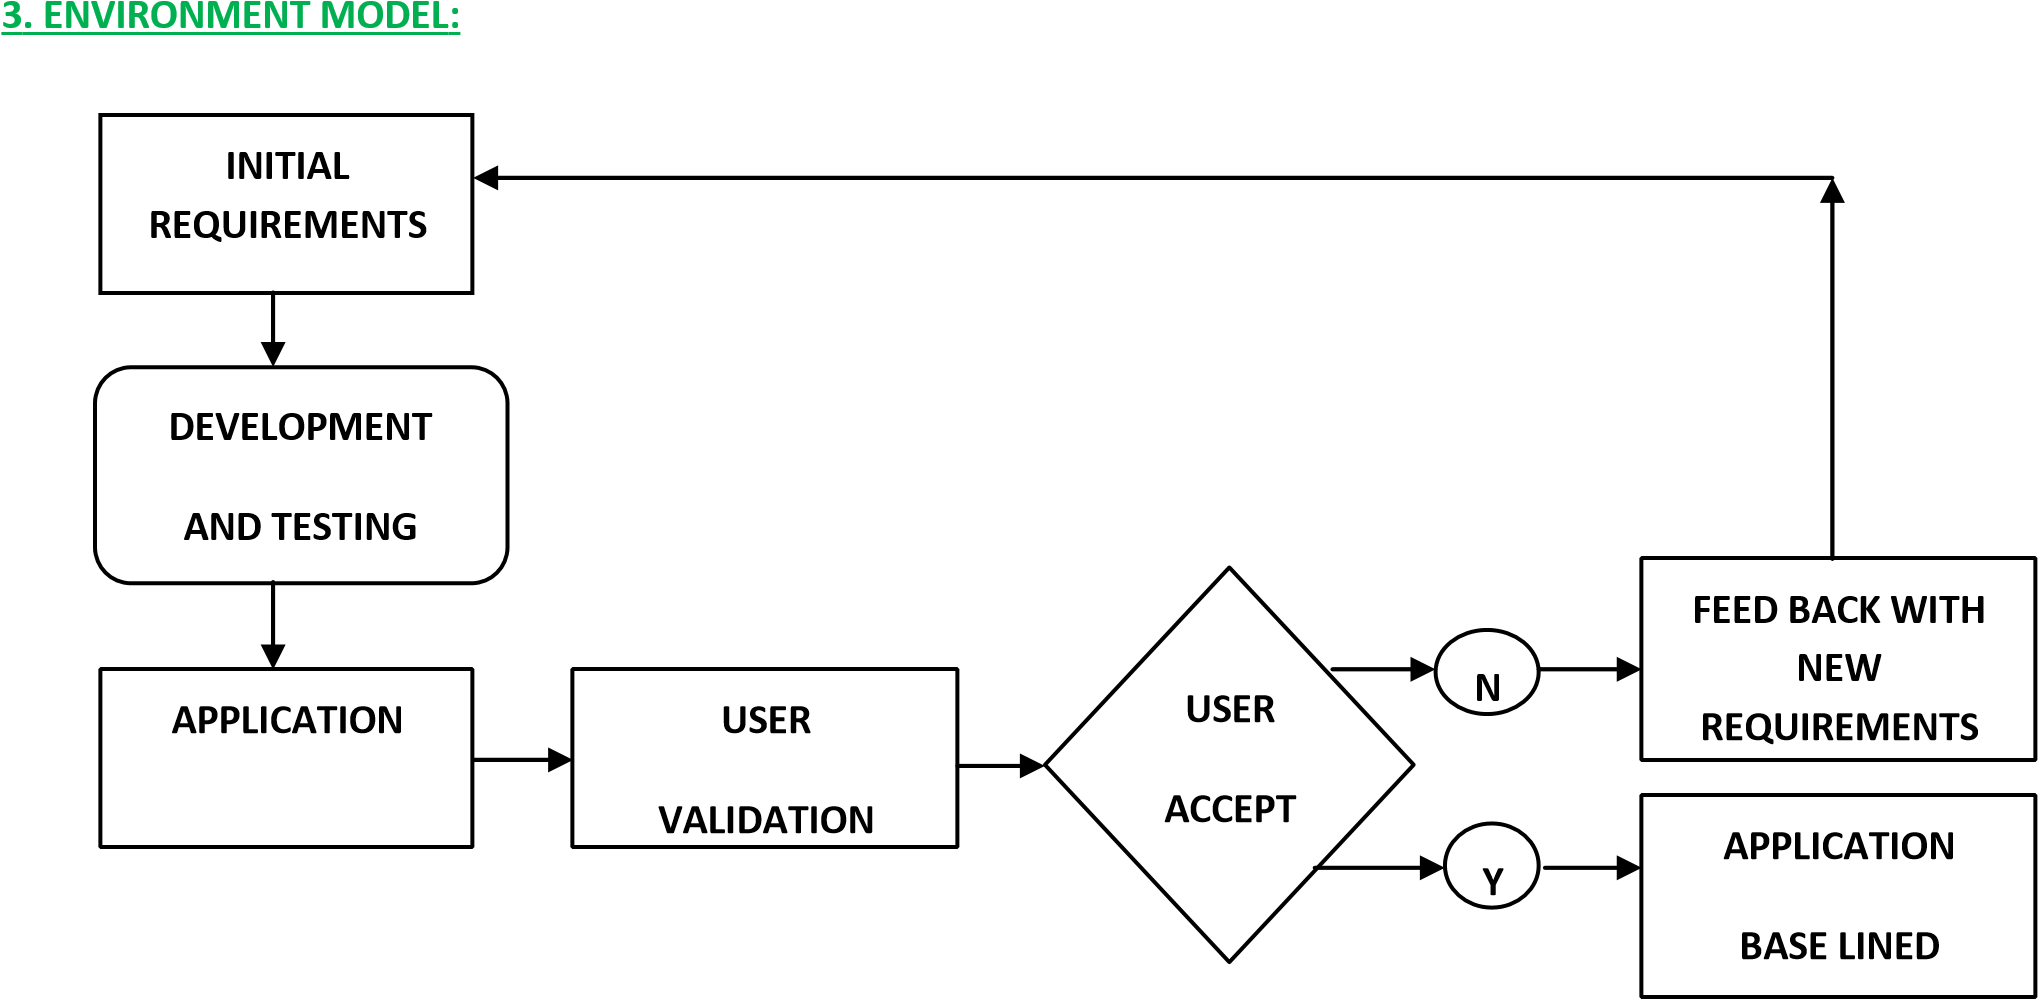 3. ENVIRONMENT MODEL:
INITIAL
REQUIREMENTS
DEVELOPMENT
AND TESTING
APPLICATION
USER
VALIDATION
USER
ACCEPT
N
Y
FEED BACK WITH
NEW
REQUIREMENTS
APPLICATION
BASE LINED